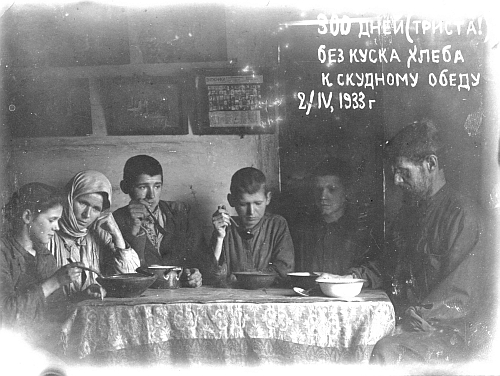 300 ДНЕЙ (ТРИСТА!)
БЕЗ КУСКА ХЛЕБА
К СКУДНОМУ ОБЕДУ
2/IV, 1933 г